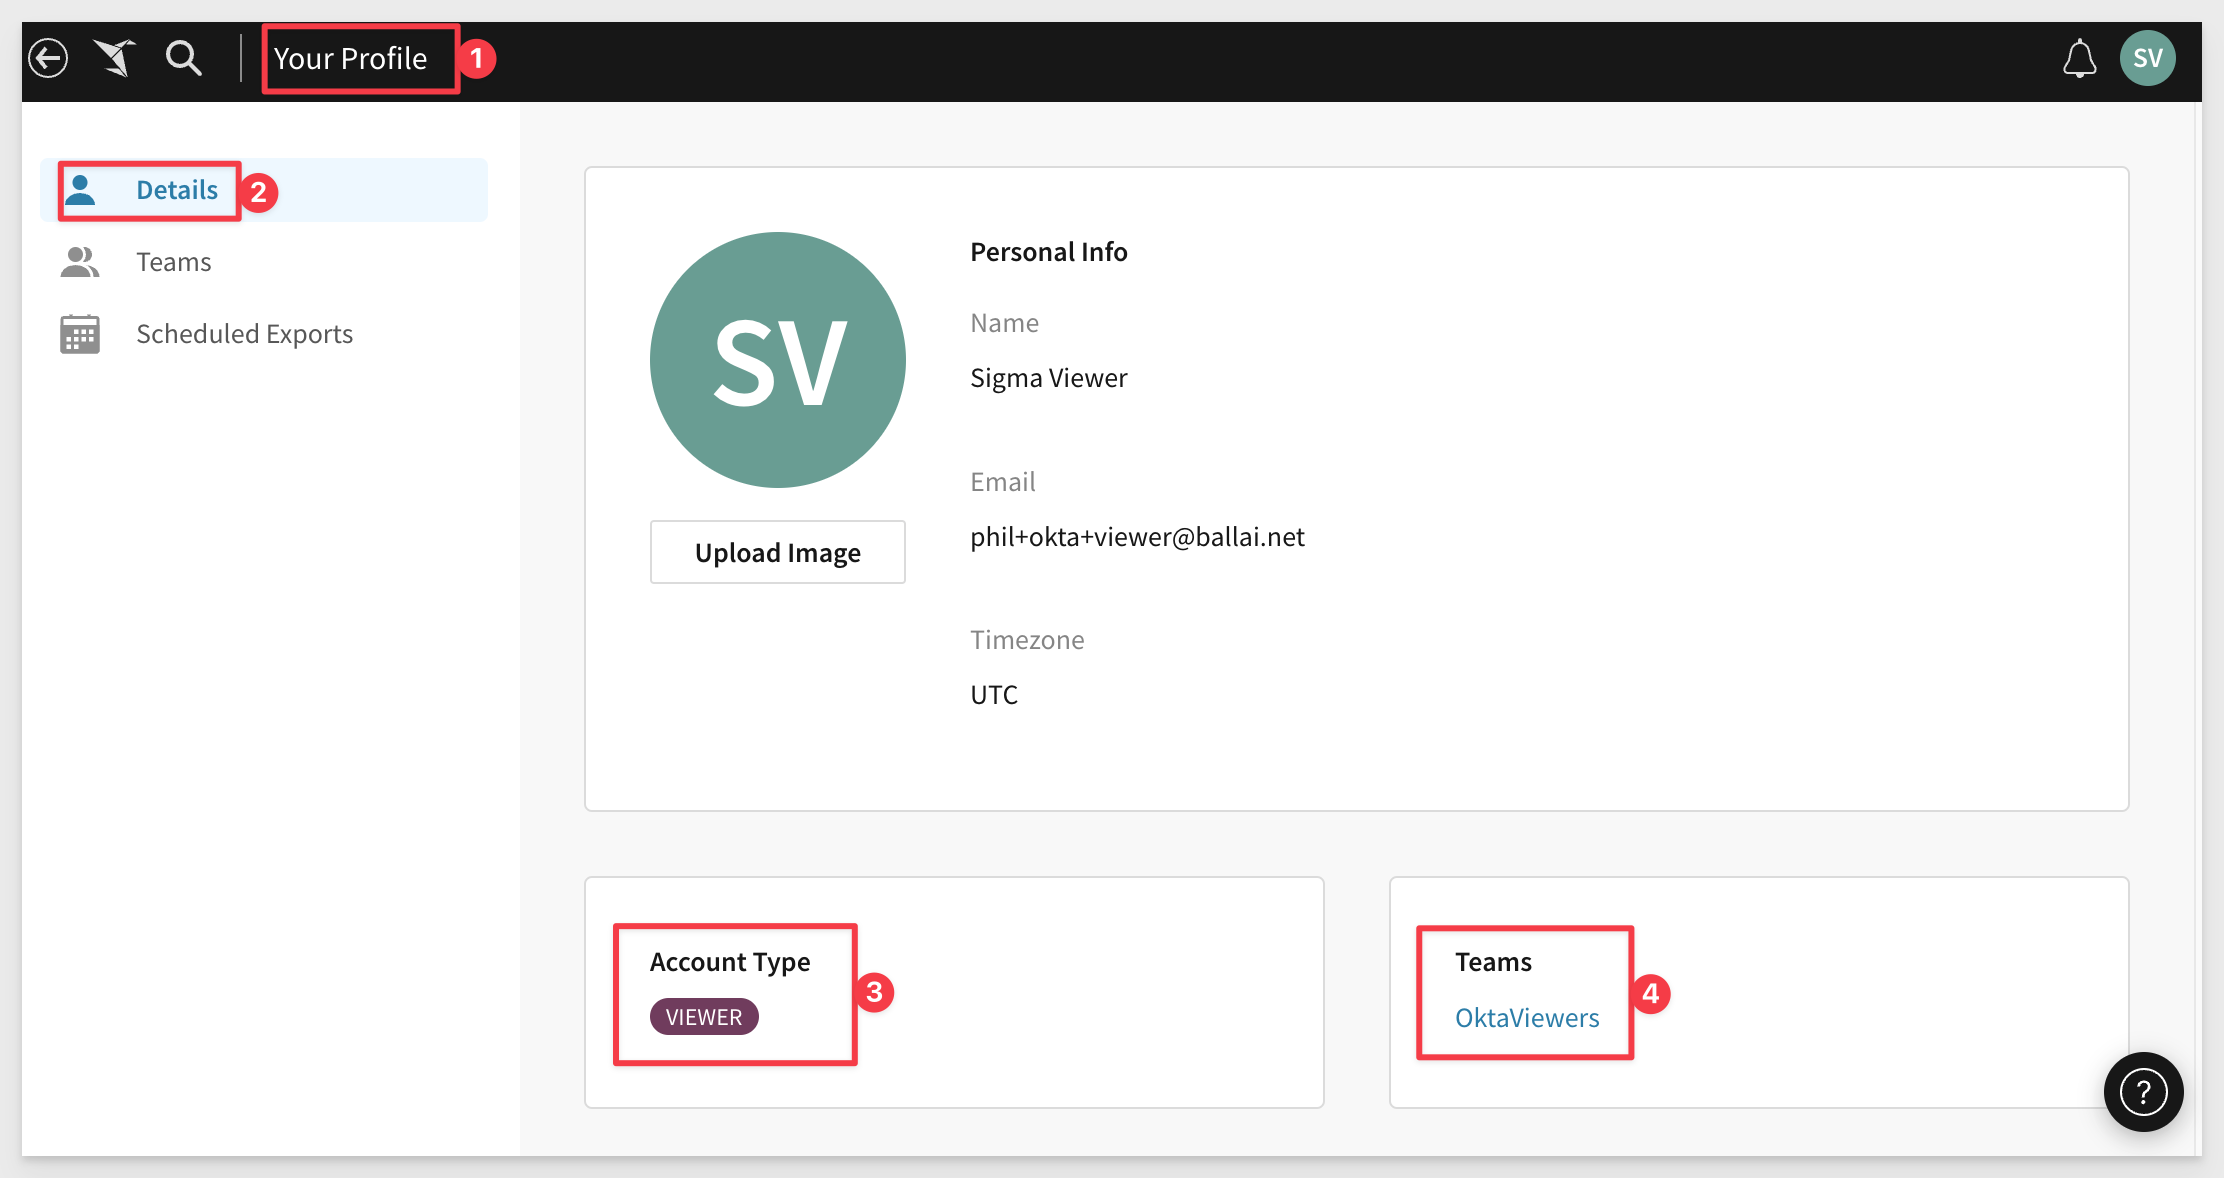 Your Profile
1
SV
Details
2
Teams
Scheduled Exports
SV
Upload Image
Personal Info
Name
Sigma Viewer
Email
phil+okta+viewer@ballai.net
Timezone
UTC
Account Type
VIEWER
3
Teams
OktaViewers
4
?